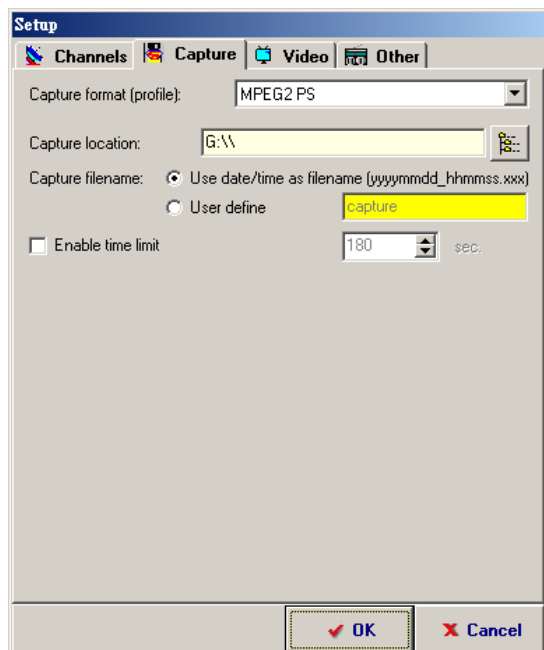 Setup
Channels Capture Video Other
Capture format (profile): MPEG2 PS
Capture location: G:\\
Capture filename: Use date/time as filename (yyyymmdd_hhmmss.xxx)
User define capture
Enable time limit 180 sec.
OK Cancel